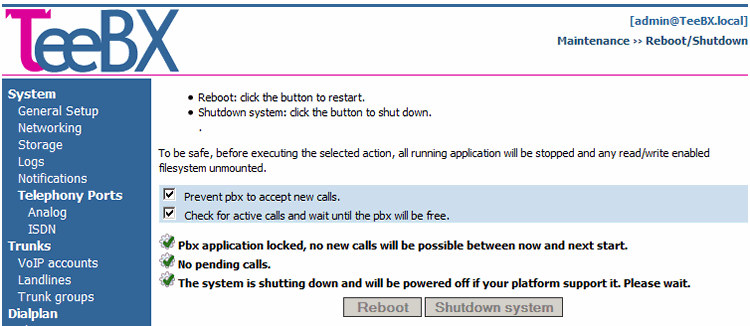 TeeBX
[admin@TeeBX.local]
Maintenance ›› Reboot/Shutdown
System
General Setup
Networking
Storage
Logs
Notifications
Telephony Ports
Analog
ISDN
Trunks
VoIP accounts
Landlines
Trunk groups
Dialplan
• Reboot: click the button to restart.
• Shutdown system: click the button to shut down.
.
To be safe, before executing the selected action, all running application will be stopped and any read/write enabled
filesystem unmounted.
Prevent pbx to accept new calls.
Check for active calls and wait until the pbx will be free.
Pbx application locked, no new calls will be possible between now and next start.
No pending calls.
The system is shutting down and will be powered off if your platform support it. Please wait.
Reboot
Shutdown system